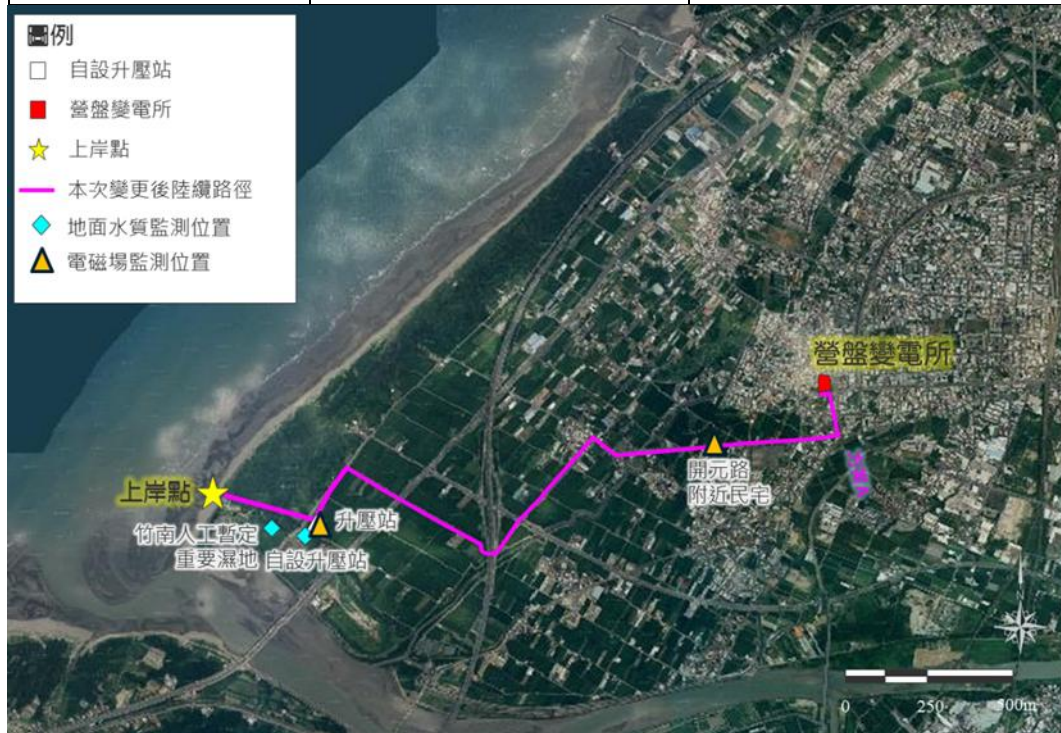 圖例
自設升壓站
營盤變電所
上岸點
本次變更後陸纜路徑
地面水質監測位置
電磁場監測位置
營盤變電所
開元路
附近民宅
上岸點
升壓站
竹南人工暫定
重要濕地
自設升壓站
N
0 250 500m